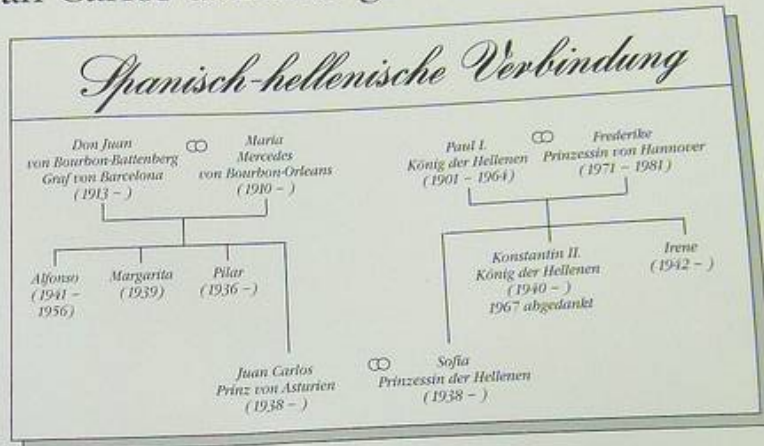 Spanisch-hellenische Verbindung
Don Juan
von Bourbon-Battenberg
Graf von Barcelona
(1913 – )
Maria
Mercedes
von Bourbon-Orleans
(1910 – )
Paul I.
König der Hellenen
(1901 – 1964)
Frederike
Prinzessin von Hannover
(1971 – 1981)
Alfonso
(1941 –
1956)
Margarita
(1939)
Pilar
(1936 –)
Konstantin II.
König der Hellenen
(1940 – )
1967 abgedankt
Irene
(1942 – )
Juan Carlos
Prinz von Asturien
(1938 – )
Sofia
Prinzessin der Hellenen
(1938 – )